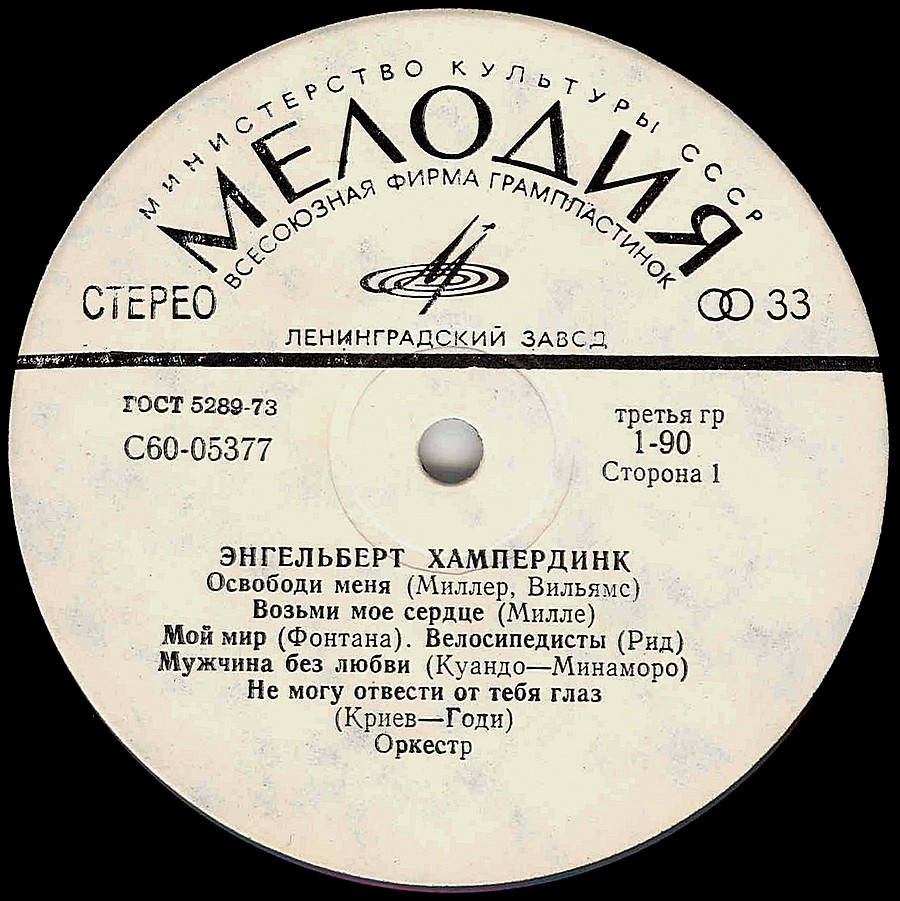 МИНИСТЕРСТВО КУЛЬТУРЫ СССР
МЕЛОДИЯ
ВСЕСОЮЗНАЯ ФИРМА ГРАМПЛАСТИНОК
СТЕРЕО
33
ЛЕНИНГРАДСКИЙ ЗАВОД
ГОСТ 5289-73
С60-05377
третья гр
1-90
Сторона 1
ЭНГЕЛЬБЕРТ ХАМПЕРДИНК
Освободи меня (Миллер, Вильямс)
Возьми мое сердце (Милле)
Мой мир (Фонтана). Велосипедисты (Рид)
Мужчина без любви (Куандо—Минаморо)
Не могу отвести от тебя глаз
(Криев—Годи)
Оркестр